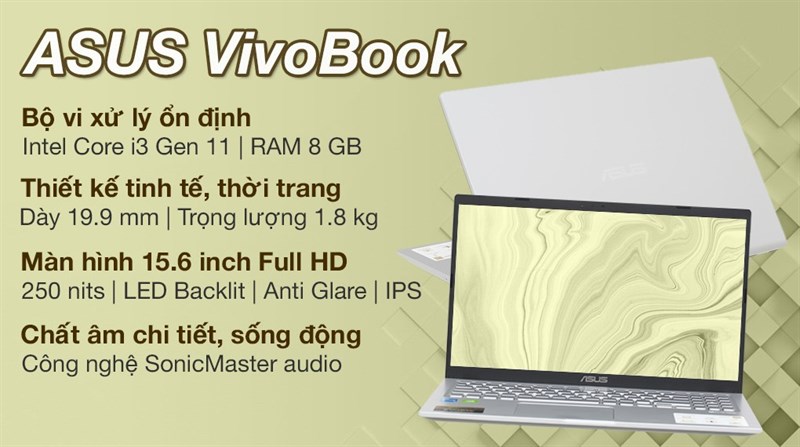 ASUS VivoBook
Bộ vi xử lý ổn định
Intel Core i3 Gen 11 | RAM 8 GB
Thiết kế tinh tế, thời trang
Dày 19.9 mm | Trọng lượng 1.8 kg
Màn hình 15.6 inch Full HD
250 nits | LED Backlit | Anti Glare | IPS
Chất âm chi tiết, sống động
Công nghệ SonicMaster audio
ASUS